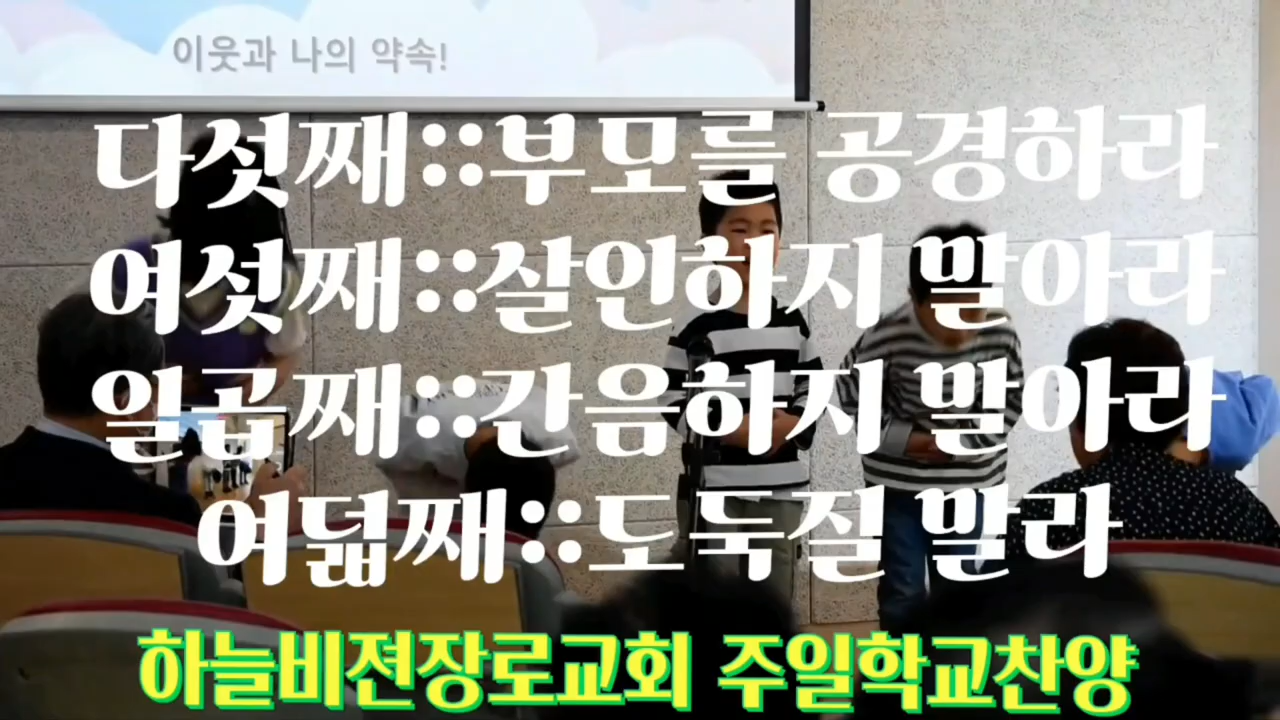 이웃과 나의 약속!
다섯째::부모를 공경하라
여섯째::살인하지 말아라
일곱째::간음하지 말아라
여덟째::도둑질 말라
하늘비젼장로교회 주일학교찬양